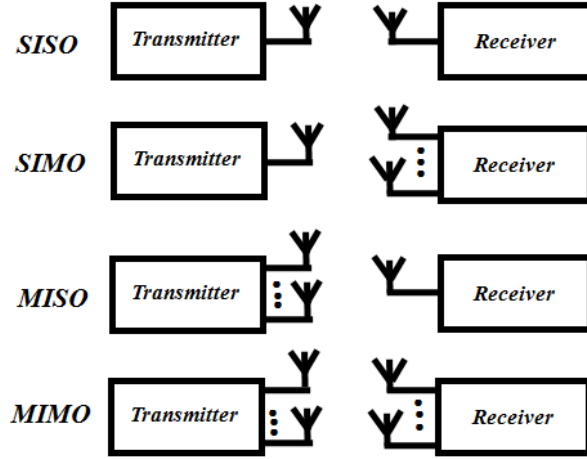 SISO Transmitter Receiver
SIMO Transmitter Receiver
MISO Transmitter Receiver
MIMO Transmitter Receiver